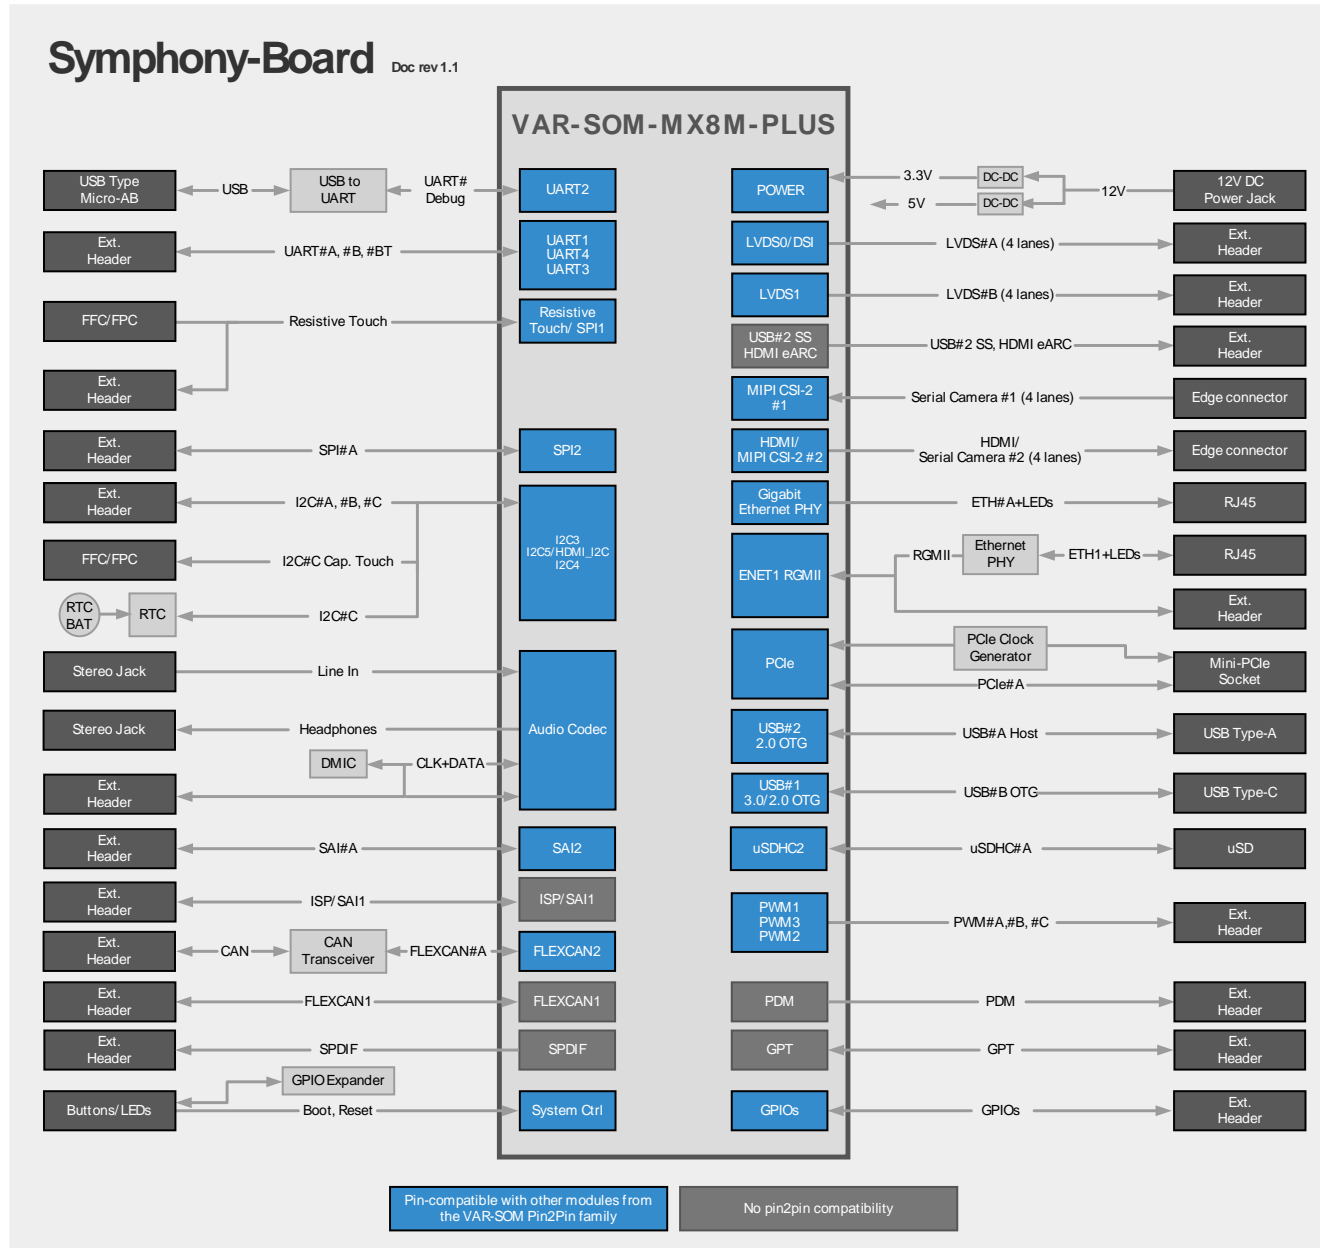 Symphony-Board Doc rev 1.1
VAR-SOM-MX8M-PLUS
USB Type
Micro-AB
USB
USB to
UART
UART#
Debug
UART2
Ext.
Header
UART#A, #B, #BT
UART1
UART4
UART3
FFC/FPC
Resistive Touch
Resistive
Touch/ SPI1
Ext.
Header
Ext.
Header
SPI#A
SPI2
Ext.
Header
I2C#A, #B, #C
I2C3
I2C5/HDMI_I2C
I2C4
FFC/FPC
I2C#C Cap. Touch
RTC
BAT
RTC
I2C#C
Stereo Jack
Line In
Audio Codec
Stereo Jack
Headphones
DMIC
CLK+DATA
Ext.
Header
Ext.
Header
SAI#A
SAI2
Ext.
Header
ISP/SAI1
ISP/SAI1
Ext.
Header
CAN
CAN
Transceiver
FLEXCAN#A
FLEXCAN2
Ext.
Header
FLEXCAN1
FLEXCAN1
Ext.
Header
SPDIF
SPDIF
GPIO Expander
Buttons/LEDs
Boot, Reset
System Ctrl
POWER
3.3V
DC-DC
5V
DC-DC
12V
12V DC
Power Jack
LVDS0/DSI
LVDS#A (4 lanes)
Ext.
Header
LVDS1
LVDS#B (4 lanes)
Ext.
Header
USB#2 SS
HDMI eARC
USB#2 SS, HDMI eARC
Ext.
Header
MIPI CSI-2
#1
Serial Camera #1 (4 lanes)
Edge connector
HDMI/
MIPI CSI-2 #2
HDMI/
Serial Camera #2 (4 lanes)
Edge connector
Gigabit
Ethernet PHY
ETH#A+LEDs
RJ45
ENET1 RGMII
RGMII
Ethernet
PHY
ETH1+LEDs
RJ45
Ext.
Header
PCIe
PCIe Clock
Generator
PCIe#A
Mini-PCIe
Socket
USB#2
2.0 OTG
USB#A Host
USB Type-A
USB#1
3.0/2.0 OTG
USB#B OTG
USB Type-C
uSDHC2
uSDHC#A
uSD
PWM1
PWM3
PWM2
PWM#A,#B, #C
Ext.
Header
PDM
PDM
Ext.
Header
GPT
GPT
Ext.
Header
GPIOs
GPIOs
Ext.
Header
Pin-compatible with other modules from
the VAR-SOM Pin2Pin family
No pin2pin compatibility